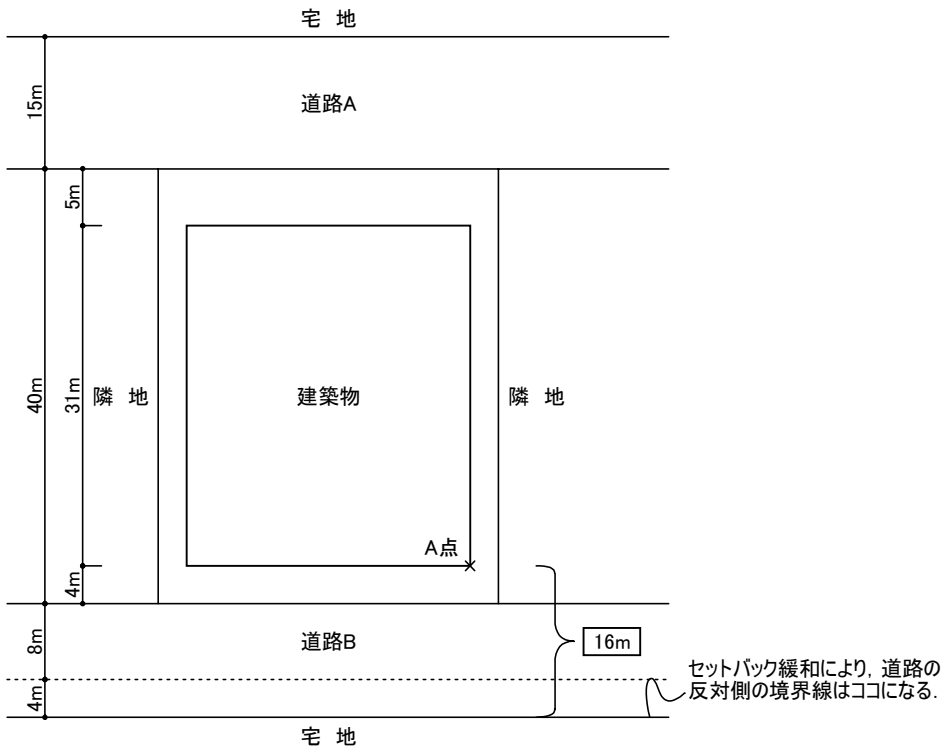 宅 地
15m
道路A
5m
40m
31m
隣 地
建築物
隣 地
A点
4m
8m
道路B
16m
セットバック緩和により, 道路の
反対側の境界線はココになる.
4m
宅 地